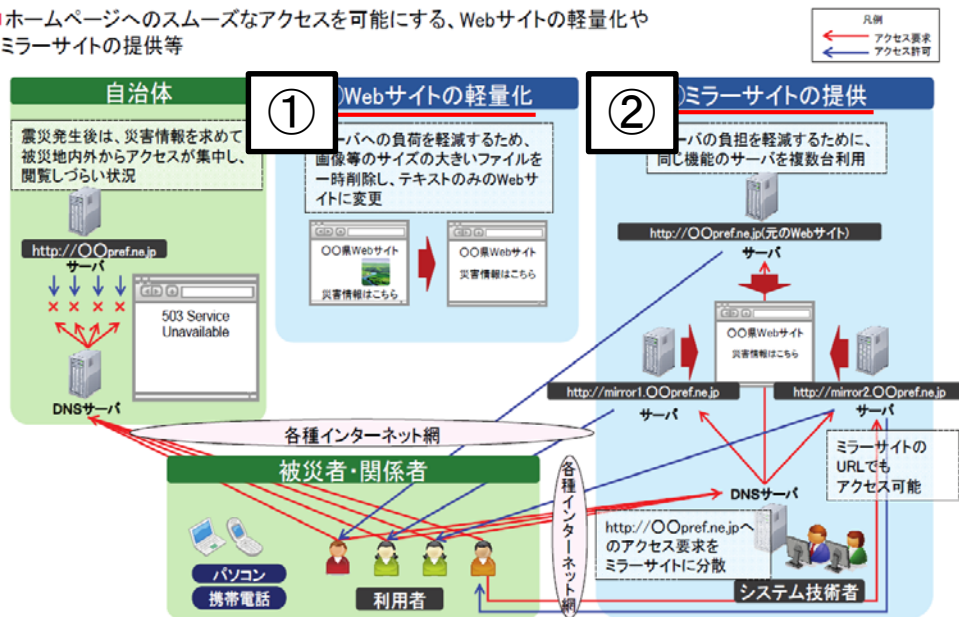 ホームページへのスムーズなアクセスを可能にする、Webサイトの軽量化や
ミラーサイトの提供等
凡例
アクセス要求
アクセス許可
自治体
震災発生後は、災害情報を求めて
被災地内外からアクセスが集中し、
閲覧しづらい状況
http://〇〇pref.ne.jp
サーバ
503 Service
Unavailable
DNSサーバ
①
Webサイトの軽量化
ーバへの負荷を軽減するため、
画像等のサイズの大きいファイルを
一時削除し、テキストのみのWebサ
イトに変更
〇〇県Webサイト
災害情報はこちら
〇〇県Webサイト
災害情報はこちら
②
ミラーサイトの提供
ーバの負担を軽減するために、
同じ機能のサーバを複数台利用
http://〇〇pref.ne.jp(元のWebサイト)
サーバ
〇〇県Webサイト
災害情報はこちら
http://mirror1.〇〇pref.ne.jp
サーバ
http://mirror2.〇〇pref.ne.jp
サーバ
ミラーサイトの
URLでも
アクセス可能
DNSサーバ
http://〇〇pref.ne.jpへ
のアクセス要求を
ミラーサイトに分散
システム技術者
各種インターネット網
各種インターネット網
被災者・関係者
パソコン
携帯電話
利用者